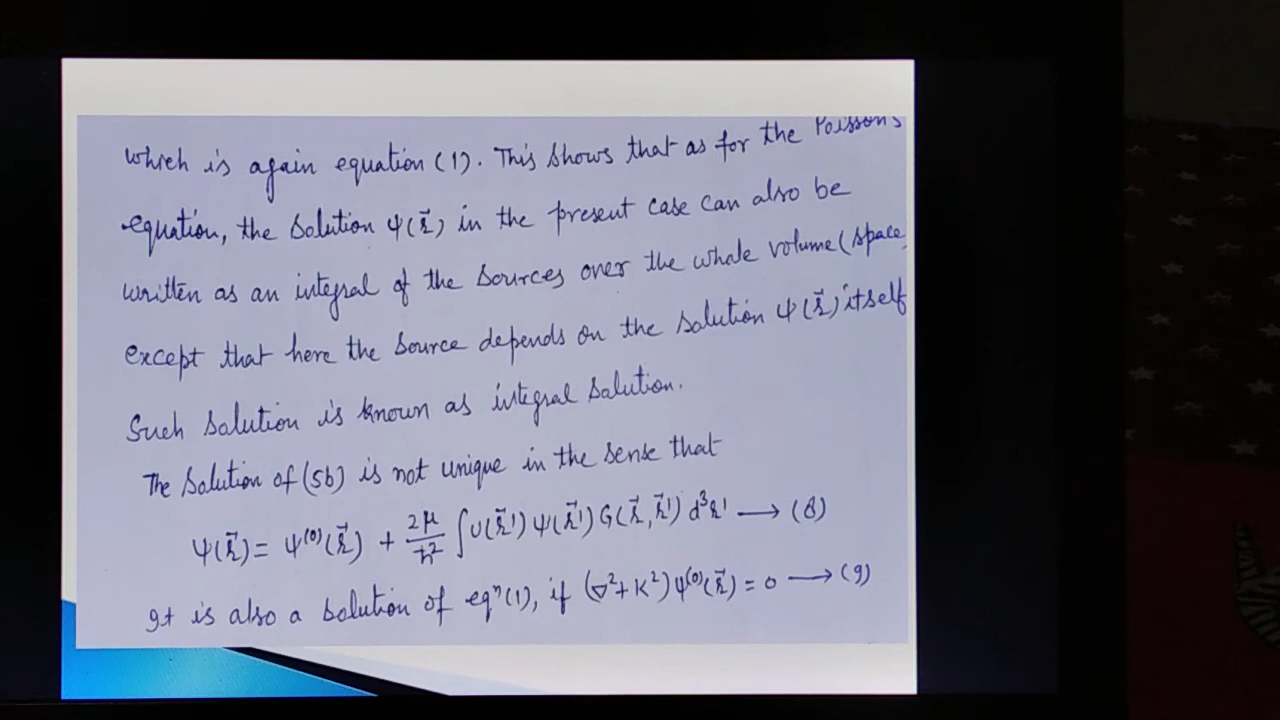 which is again equation (1). This shows that as for the Poisson's
equation, the solution ψ(r⃗) in the present case can also be
written as an integral of the sources over the whole volume (space
except that here the source depends on the solution ψ(r⃗) itself
Such solution is known as integral solution.
The solution of (5b) is not unique in the sense that
ψ(r⃗) = ψ⁽⁰⁾(r⃗) + 2μ/ħ² ∫U(r⃗') ψ(r⃗') G(r⃗, r⃗') d³r' → (8)
It is also a solution of eqⁿ(1), if (∇²+K²)ψ⁽⁰⁾(r⃗) = 0 → (9)